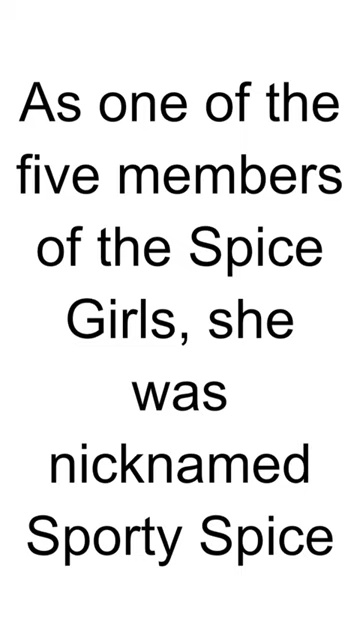 As one of the
five members
of the Spice
Girls, she
was
nicknamed
Sporty Spice